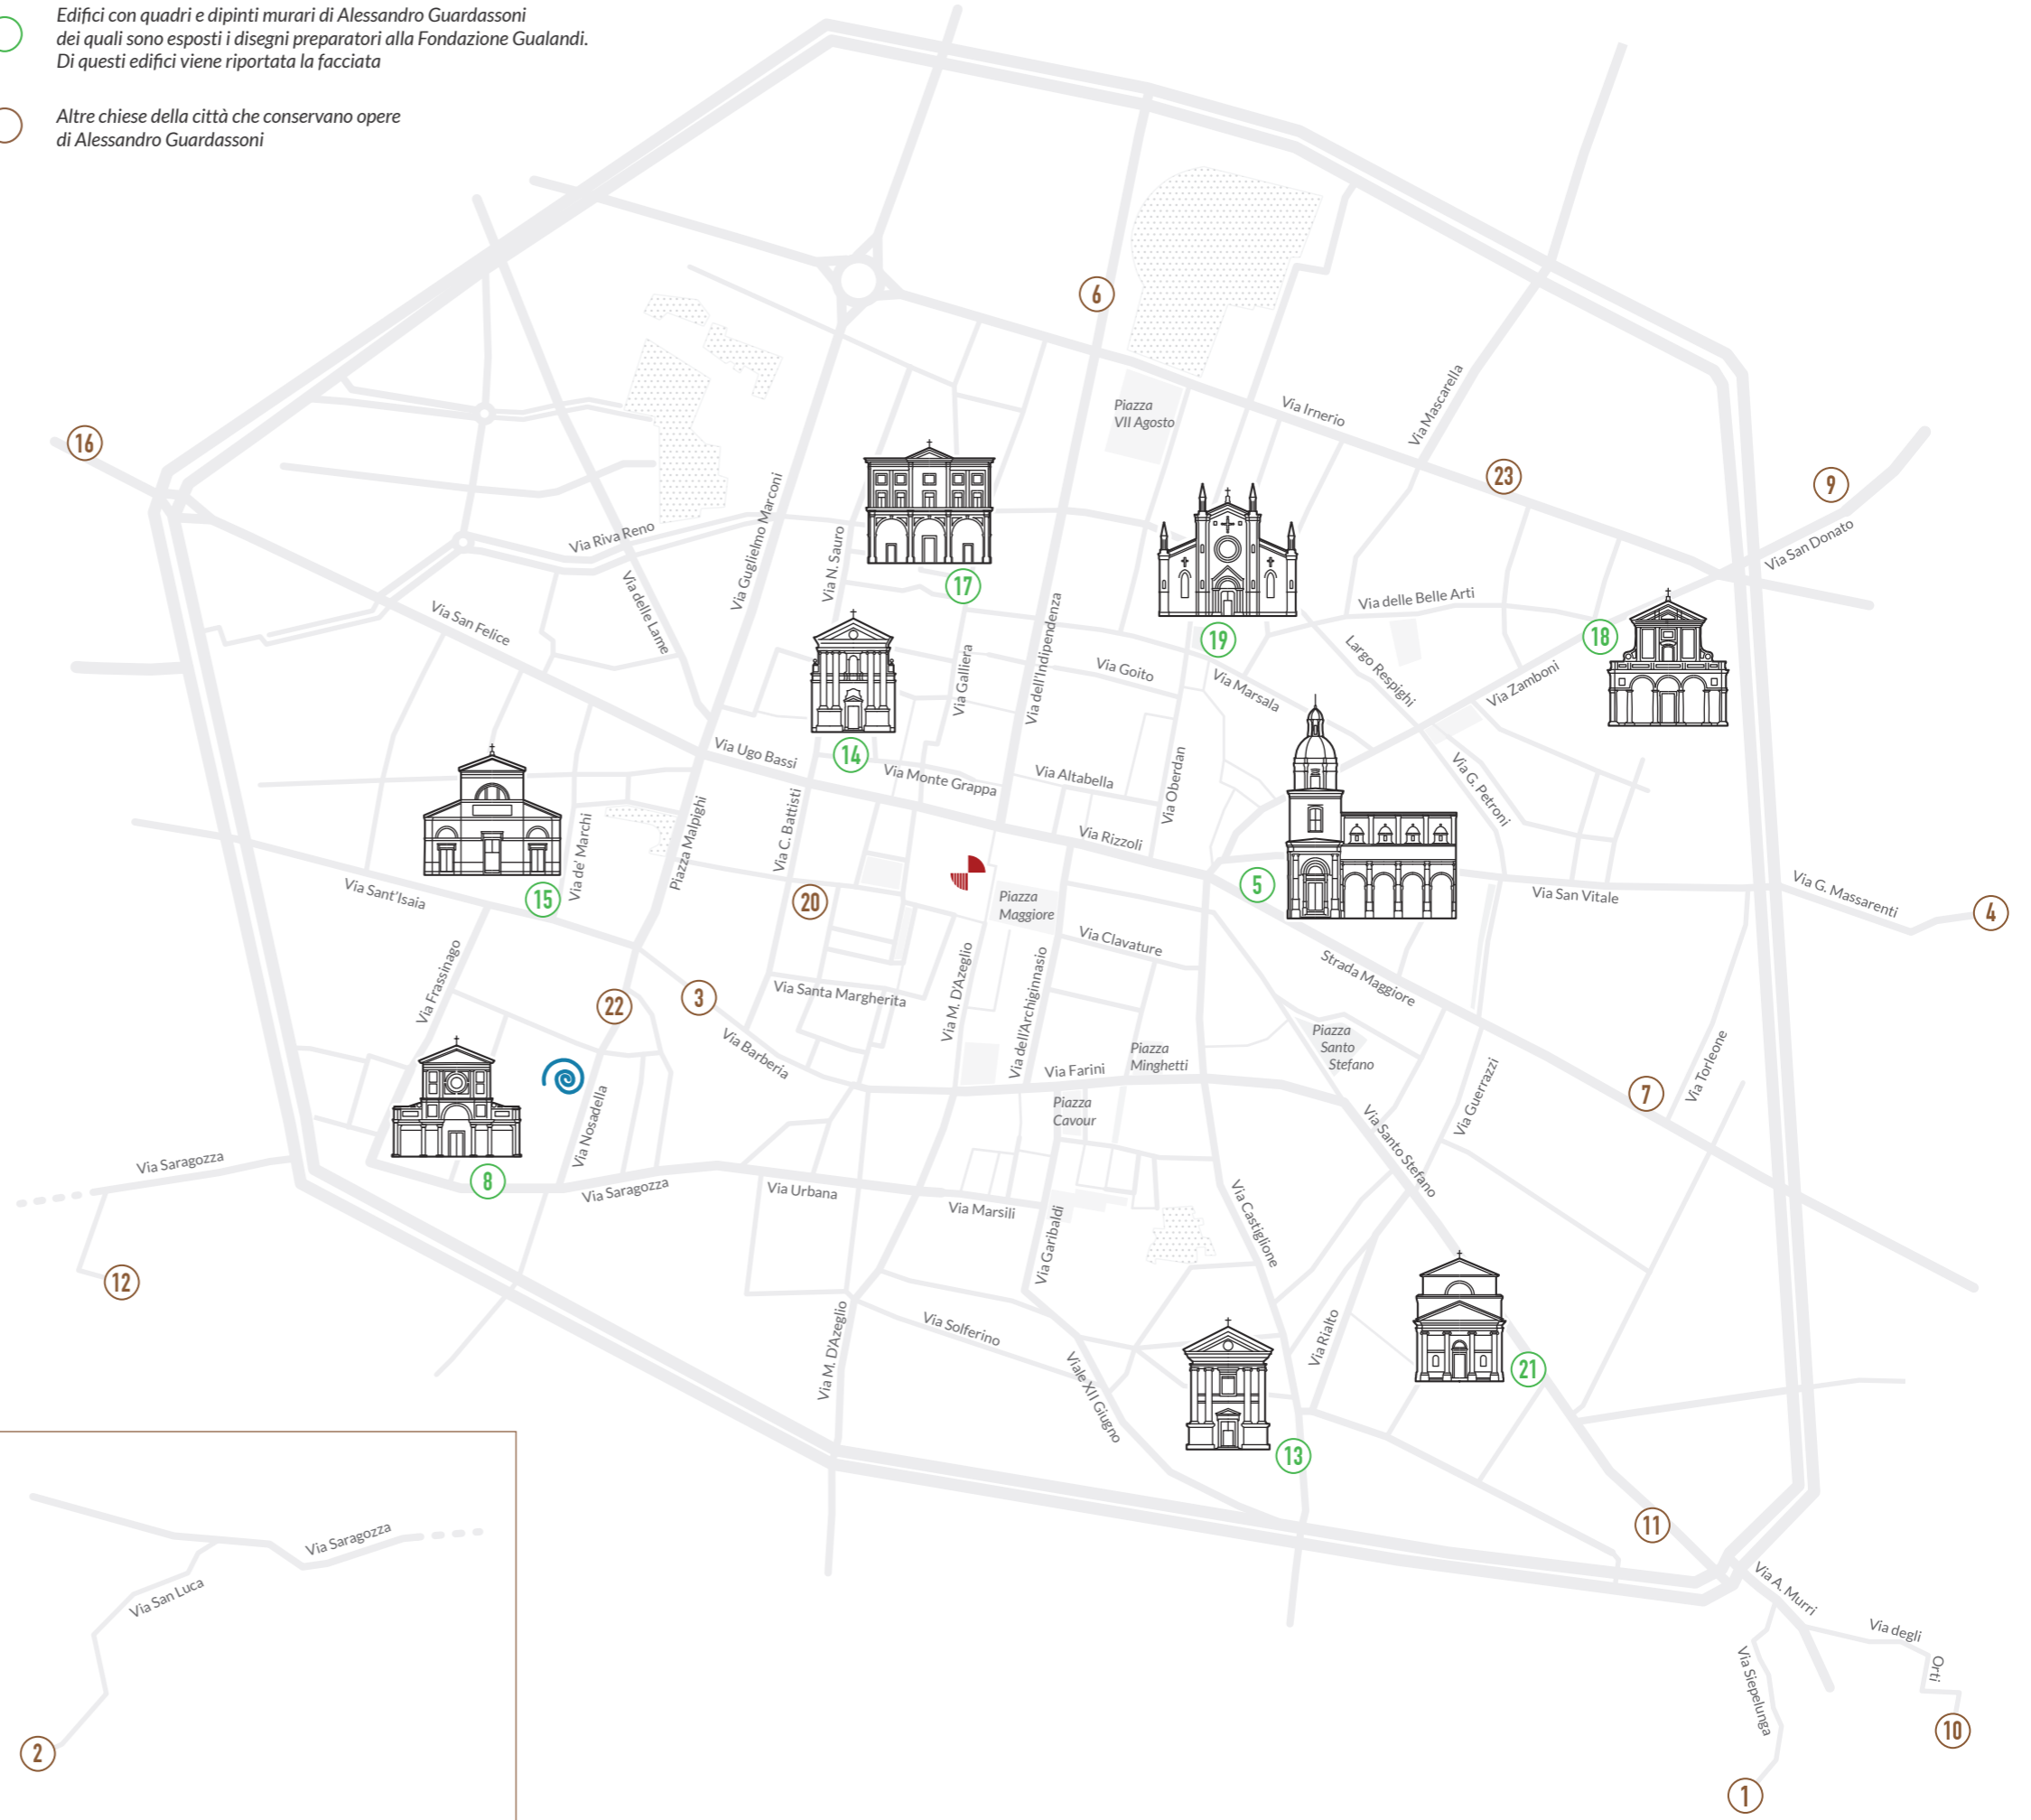 Edifici con quadri e dipinti murari di Alessandro Guardassoni
dei quali sono esposti i disegni preparatori alla Fondazione Gualandi.
Di questi edifici viene riportata la facciata
Altre chiese della città che conservano opere
di Alessandro Guardassoni
6
Piazza
VII Agosto
Via Irnerio
Via Mascarella
16
23
9
Via San Donato
Via Guglielmo Marconi
Via Riva Reno
Via N. Sauro
17
Via delle Lame
Via San Felice
Via delle Belle Arti
18
19
Largo Respighi
Via Galliera
Via dell'Indipendenza
Via Goito
Via Marsala
Via Zamboni
14
Via Ugo Bassi
Via Monte Grappa
Via Altabella
Via Oberdan
Via G. Petroni
Via Rizzoli
Via C. Battisti
Piazza Malpighi
Via de' Marchi
Via Sant'Isaia
15
20
Piazza
Maggiore
5
Via San Vitale
Via G. Massarenti
4
Via Clavature
Strada Maggiore
Via Frassinago
22
3
Via Santa Margherita
Via M. D'Azeglio
Via dell'Archiginnasio
Via Barberia
Piazza
Minghetti
Piazza
Santo
Stefano
Via Farini
Via Torleone
7
Via Guerrazzi
Piazza
Cavour
Via Nosadella
Via Santo Stefano
Via Saragozza
8
Via Saragozza
Via Urbana
Via Marsili
Via Garibaldi
Via Castiglione
12
Via M. D'Azeglio
Via Solferino
Viale XII Giugno
Via Rialto
21
13
11
Via Saragozza
Via San Luca
2
Via A. Murri
Via degli
Orti
Via Siepelunga
10
1